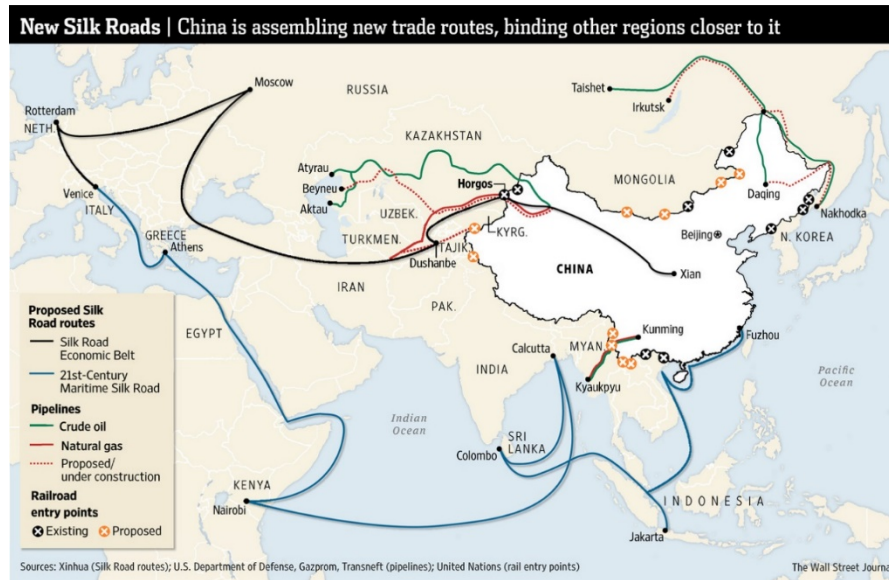 New Silk Roads | China is assembling new trade routes, binding other regions closer to it
Moscow
RUSSIA
Taishet
Irkutsk
Rotterdam
NETH.
KAZAKHSTAN
Atyrau
Beyneu
Aktau
Horgos
MONGOLIA
Daqing
Nakhodka
Venice
ITALY
UZBEK.
KYRG.
Beijing
N. KOREA
GREECE
Athens
TURKMEN.
TAJIK.
Dushanbe
CHINA
Xian
IRAN
PAK.
EGYPT
Calcutta
INDIA
MYAN.
Kunming
Fuzhou
Kyaukpyu
Pacific
Ocean
Indian
Ocean
SRI
LANKA
Colombo
KENYA
Nairobi
INDONESIA
Jakarta
Proposed Silk
Road routes
Silk Road
Economic Belt
21st-Century
Maritime Silk Road
Pipelines
Crude oil
Natural gas
Proposed/
under construction
Railroad
entry points
Existing
Proposed
Sources: Xinhua (Silk Road routes); U.S. Department of Defense, Gazprom, Transneft (pipelines); United Nations (rail entry points)
The Wall Street Journal